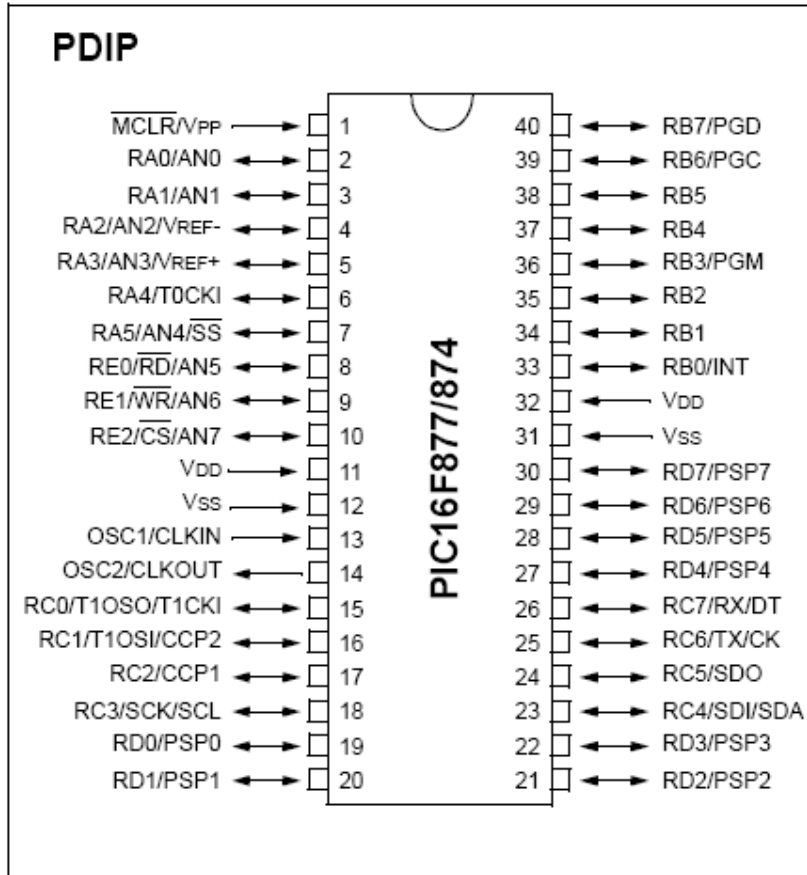 PDIP
MCLR/VPP 1 40 RB7/PGD
RA0/AN0 2 39 RB6/PGC
RA1/AN1 3 38 RB5
RA2/AN2/VREF- 4 37 RB4
RA3/AN3/VREF+ 5 36 RB3/PGM
RA4/T0CKI 6 35 RB2
RA5/AN4/SS 7 34 RB1
RE0/RD/AN5 8 33 RB0/INT
RE1/WR/AN6 9 32 VDD
RE2/CS/AN7 10 31 VSS
VDD 11 30 RD7/PSP7
VSS 12 29 RD6/PSP6
OSC1/CLKIN 13 28 RD5/PSP5
OSC2/CLKOUT 14 27 RD4/PSP4
RC0/T1OSO/T1CKI 15 26 RC7/RX/DT
RC1/T1OSI/CCP2 16 25 RC6/TX/CK
RC2/CCP1 17 24 RC5/SDO
RC3/SCK/SCL 18 23 RC4/SDI/SDA
RD0/PSP0 19 22 RD3/PSP3
RD1/PSP1 20 21 RD2/PSP2
PIC16F877/874